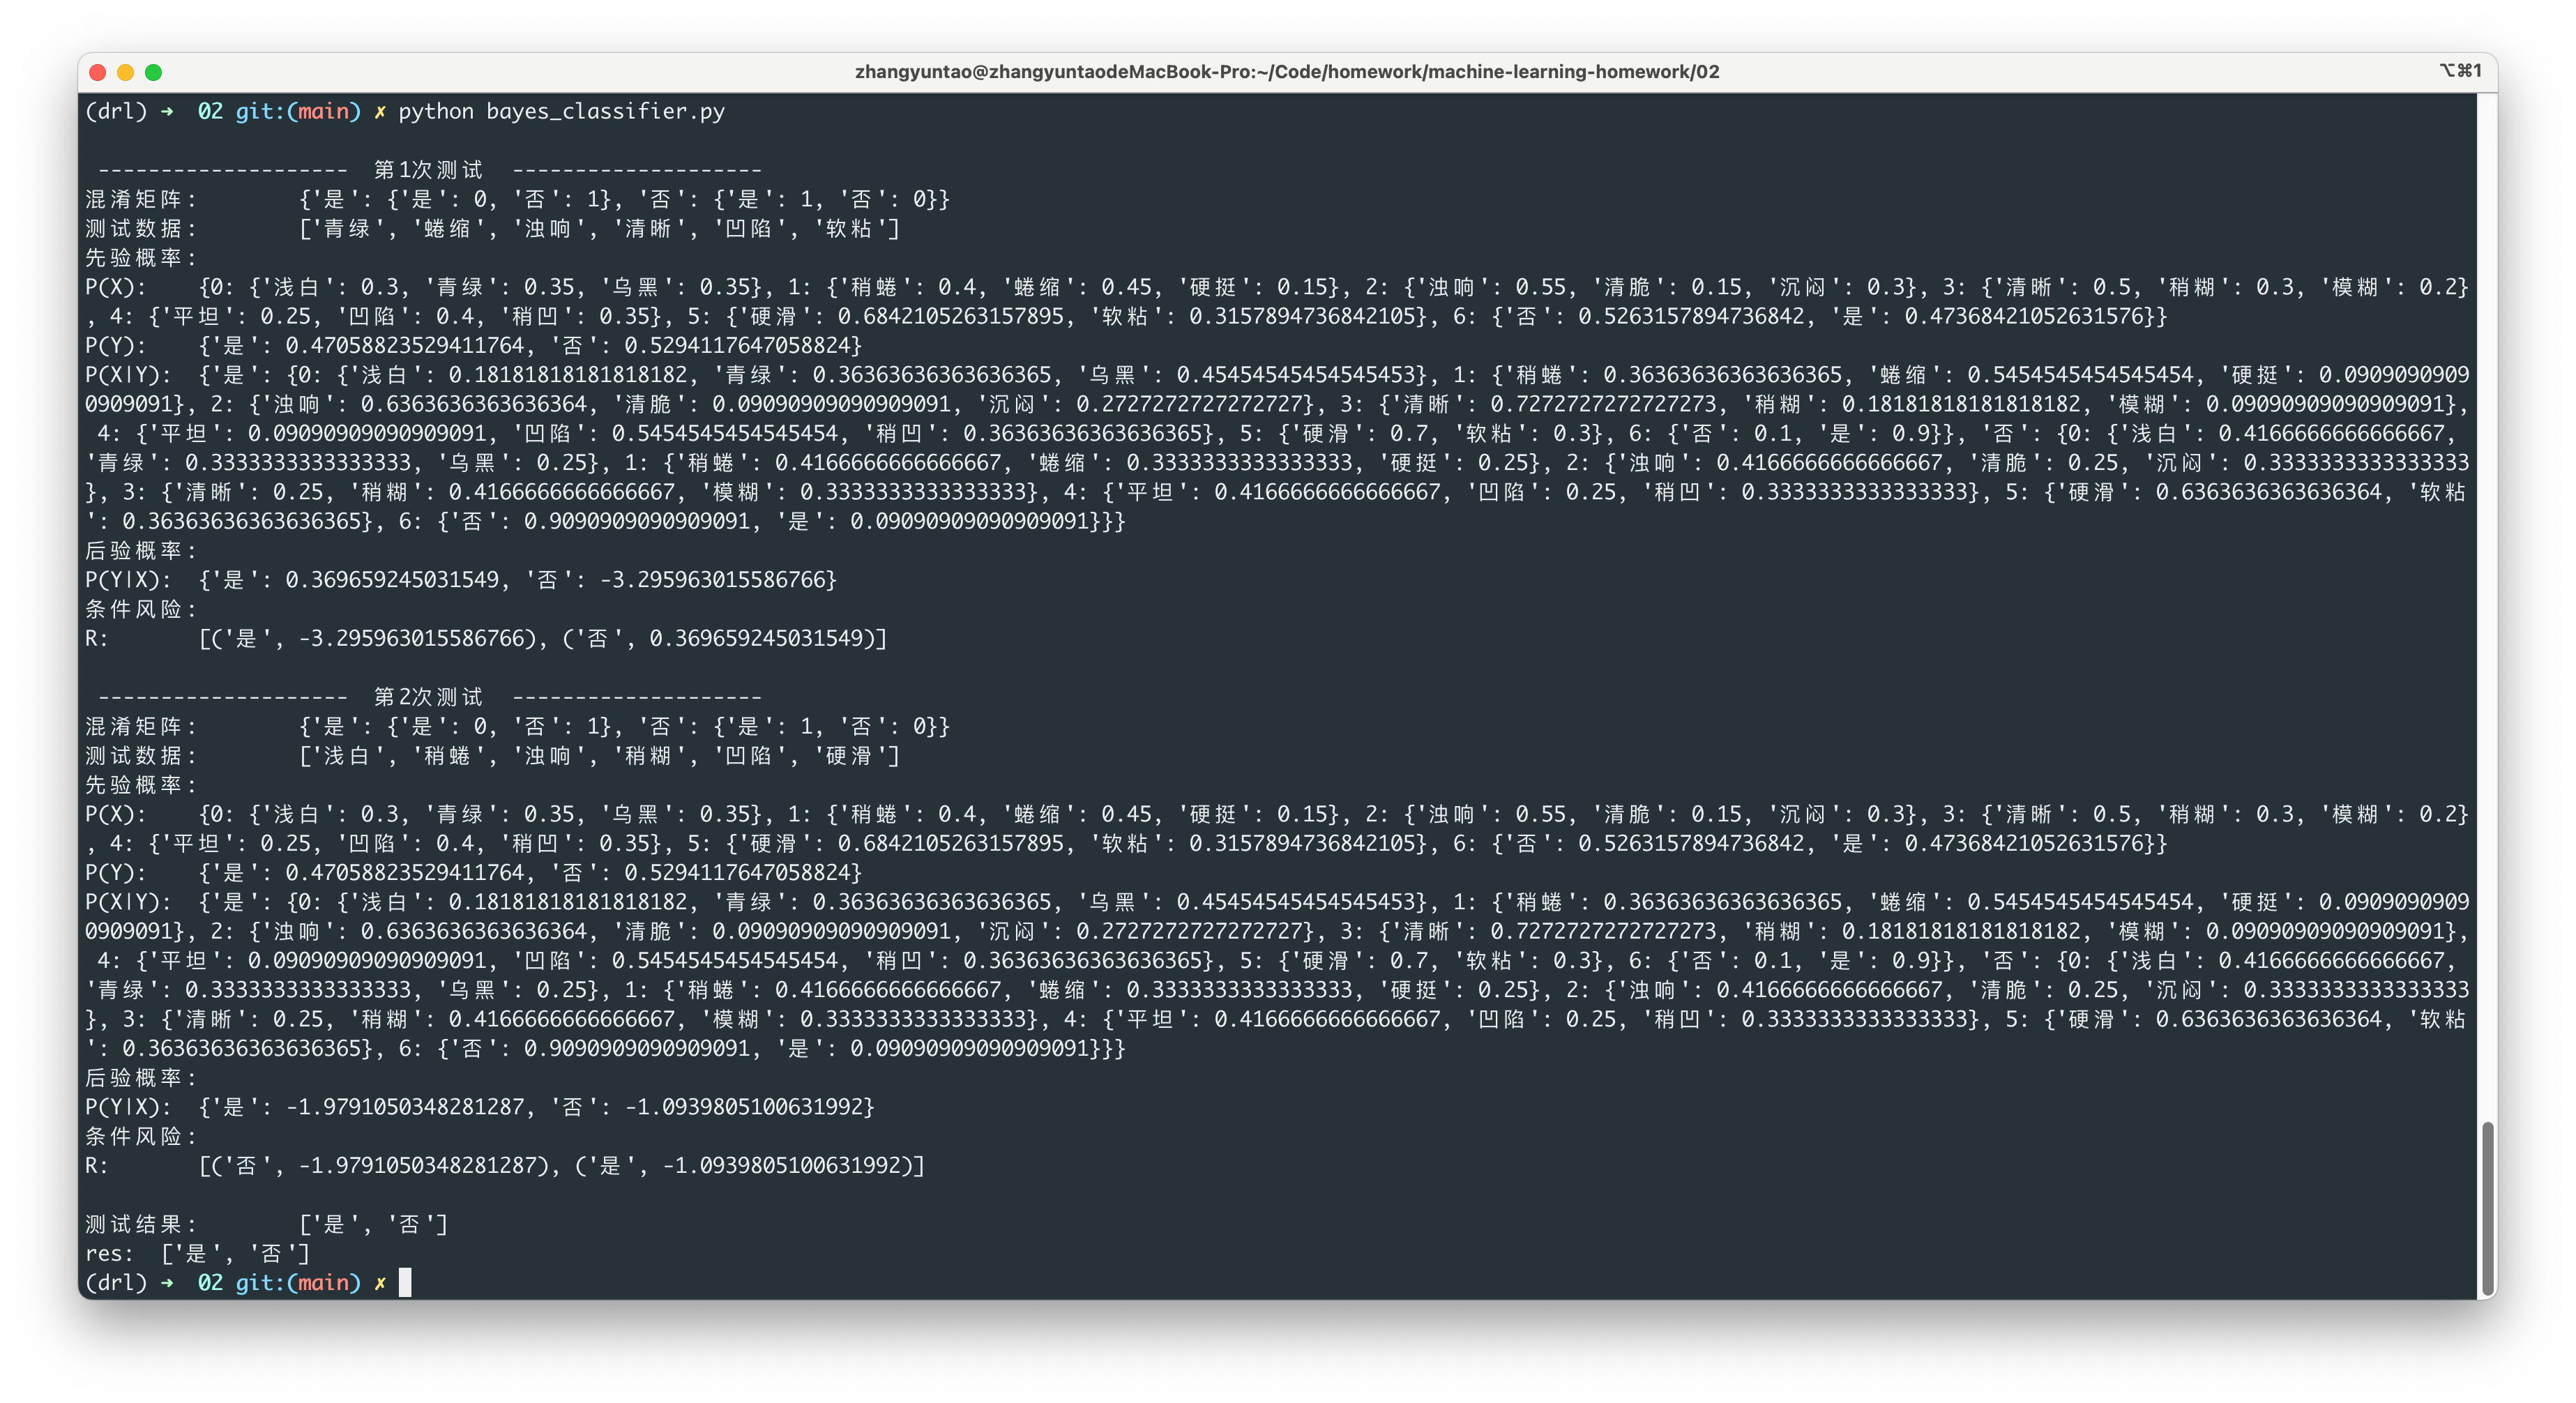 zhangyuntao@zhangyuntaodeMacBook-Pro:~/Code/homework/machine-learning-homework/02 ⌥⌘1
(drl) ➜  02 git:(main) ✗ python bayes_classifier.py
--------------------  第1次测试  --------------------
混淆矩阵:        {'是': {'是': 0, '否': 1}, '否': {'是': 1, '否': 0}}
测试数据:        ['青绿', '蜷缩', '浊响', '清晰', '凹陷', '软粘']
先验概率:
P(X):    {0: {'浅白': 0.3, '青绿': 0.35, '乌黑': 0.35}, 1: {'稍蜷': 0.4, '蜷缩': 0.45, '硬挺': 0.15}, 2: {'浊响': 0.55, '清脆': 0.15, '沉闷': 0.3}, 3: {'清晰': 0.5, '稍糊': 0.3, '模糊': 0.2}
, 4: {'平坦': 0.25, '凹陷': 0.4, '稍凹': 0.35}, 5: {'硬滑': 0.6842105263157895, '软粘': 0.3157894736842105}, 6: {'否': 0.5263157894736842, '是': 0.47368421052631576}}
P(Y):    {'是': 0.47058823529411764, '否': 0.5294117647058824}
P(X|Y):  {'是': {0: {'浅白': 0.18181818181818182, '青绿': 0.36363636363636365, '乌黑': 0.45454545454545453}, 1: {'稍蜷': 0.36363636363636365, '蜷缩': 0.5454545454545454, '硬挺': 0.0909090909
0909091}, 2: {'浊响': 0.6363636363636364, '清脆': 0.09090909090909091, '沉闷': 0.2727272727272727}, 3: {'清晰': 0.7272727272727273, '稍糊': 0.18181818181818182, '模糊': 0.09090909090909091},
4: {'平坦': 0.09090909090909091, '凹陷': 0.5454545454545454, '稍凹': 0.36363636363636365}, 5: {'硬滑': 0.7, '软粘': 0.3}, 6: {'否': 0.1, '是': 0.9}}, '否': {0: {'浅白': 0.4166666666666667,
'青绿': 0.3333333333333333, '乌黑': 0.25}, 1: {'稍蜷': 0.4166666666666667, '蜷缩': 0.3333333333333333, '硬挺': 0.25}, 2: {'浊响': 0.4166666666666667, '清脆': 0.25, '沉闷': 0.3333333333333333
}, 3: {'清晰': 0.25, '稍糊': 0.4166666666666667, '模糊': 0.3333333333333333}, 4: {'平坦': 0.4166666666666667, '凹陷': 0.25, '稍凹': 0.3333333333333333}, 5: {'硬滑': 0.6363636363636364, '软粘
': 0.36363636363636365}, 6: {'否': 0.9090909090909091, '是': 0.09090909090909091}}}
后验概率:
P(Y|X):  {'是': 0.369659245031549, '否': -3.295963015586766}
条件风险:
R:       [('是', -3.295963015586766), ('否', 0.369659245031549)]
--------------------  第2次测试  --------------------
混淆矩阵:        {'是': {'是': 0, '否': 1}, '否': {'是': 1, '否': 0}}
测试数据:        ['浅白', '稍蜷', '浊响', '稍糊', '凹陷', '硬滑']
先验概率:
P(X):    {0: {'浅白': 0.3, '青绿': 0.35, '乌黑': 0.35}, 1: {'稍蜷': 0.4, '蜷缩': 0.45, '硬挺': 0.15}, 2: {'浊响': 0.55, '清脆': 0.15, '沉闷': 0.3}, 3: {'清晰': 0.5, '稍糊': 0.3, '模糊': 0.2}
, 4: {'平坦': 0.25, '凹陷': 0.4, '稍凹': 0.35}, 5: {'硬滑': 0.6842105263157895, '软粘': 0.3157894736842105}, 6: {'否': 0.5263157894736842, '是': 0.47368421052631576}}
P(Y):    {'是': 0.47058823529411764, '否': 0.5294117647058824}
P(X|Y):  {'是': {0: {'浅白': 0.18181818181818182, '青绿': 0.36363636363636365, '乌黑': 0.45454545454545453}, 1: {'稍蜷': 0.36363636363636365, '蜷缩': 0.5454545454545454, '硬挺': 0.0909090909
0909091}, 2: {'浊响': 0.6363636363636364, '清脆': 0.09090909090909091, '沉闷': 0.2727272727272727}, 3: {'清晰': 0.7272727272727273, '稍糊': 0.18181818181818182, '模糊': 0.09090909090909091},
4: {'平坦': 0.09090909090909091, '凹陷': 0.5454545454545454, '稍凹': 0.36363636363636365}, 5: {'硬滑': 0.7, '软粘': 0.3}, 6: {'否': 0.1, '是': 0.9}}, '否': {0: {'浅白': 0.4166666666666667,
'青绿': 0.3333333333333333, '乌黑': 0.25}, 1: {'稍蜷': 0.4166666666666667, '蜷缩': 0.3333333333333333, '硬挺': 0.25}, 2: {'浊响': 0.4166666666666667, '清脆': 0.25, '沉闷': 0.3333333333333333
}, 3: {'清晰': 0.25, '稍糊': 0.4166666666666667, '模糊': 0.3333333333333333}, 4: {'平坦': 0.4166666666666667, '凹陷': 0.25, '稍凹': 0.3333333333333333}, 5: {'硬滑': 0.6363636363636364, '软粘
': 0.36363636363636365}, 6: {'否': 0.9090909090909091, '是': 0.09090909090909091}}}
后验概率:
P(Y|X):  {'是': -1.9791050348281287, '否': -1.0939805100631992}
条件风险:
R:       [('否', -1.9791050348281287), ('是', -1.0939805100631992)]
测试结果:        ['是', '否']
res:  ['是', '否']
(drl) ➜  02 git:(main) ✗